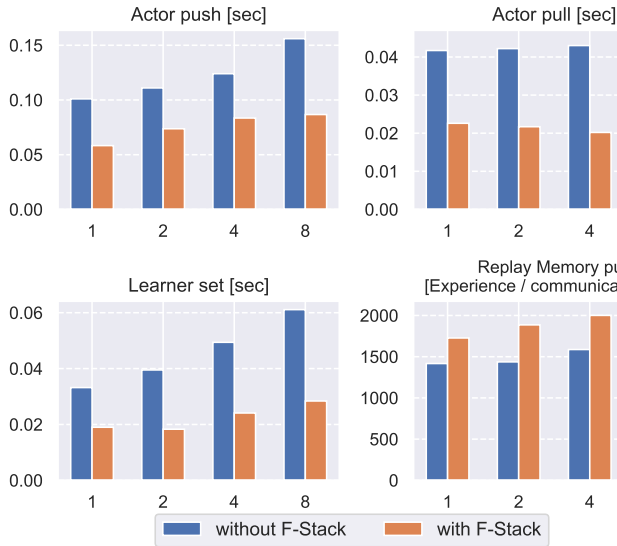 Actor push [sec]
0.15
0.10
0.05
0.00
1 2 4 8
Actor pull [sec]
0.04
0.03
0.02
0.01
0.00
1 2 4
Learner set [sec]
0.06
0.04
0.02
0.00
1 2 4 8
Replay Memory pu
[Experience / communica
2000
1500
1000
500
0
1 2 4
without F-Stack with F-Stack